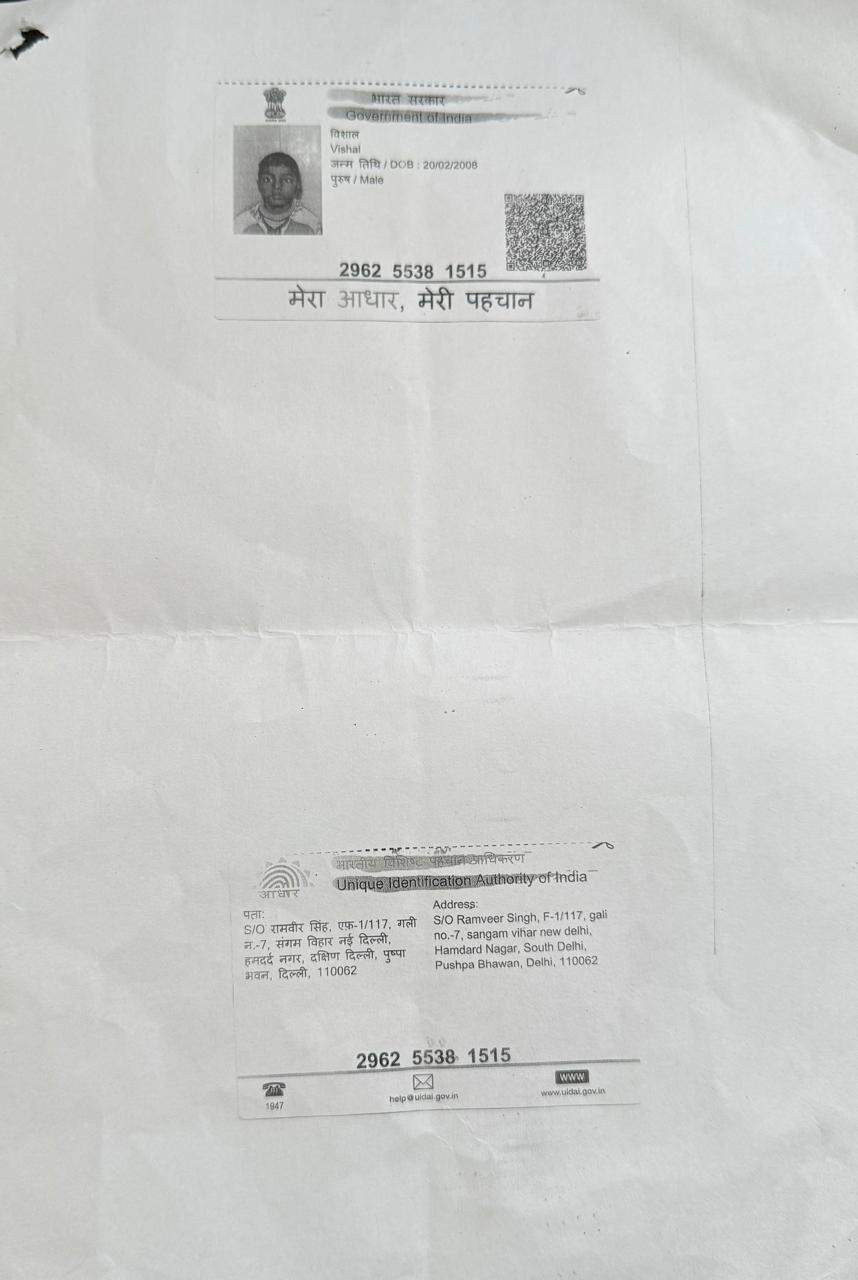 भारत सरकार
Government of India
विशाल
Vishal
जन्म तिथि / DOB : 20/02/2008
पुरुष / Male
2962 5538 1515
मेरा आधार, मेरी पहचान
भारतीय विशिष्ट पहचान प्राधिकरण
Unique Identification Authority of India
आधार
पता:
S/O रामवीर सिंह, एफ़-1/117, गली
न.-7, संगम विहार नई दिल्ली,
हमदर्द नगर, दक्षिण दिल्ली, पुष्पा
भवन, दिल्ली, 110062
Address:
S/O Ramveer Singh, F-1/117, gali
no.-7, sangam vihar new delhi,
Hamdard Nagar, South Delhi,
Pushpa Bhawan, Delhi, 110062
2962 5538 1515
1947
help@uidai.gov.in
WWW
www.uidai.gov.in